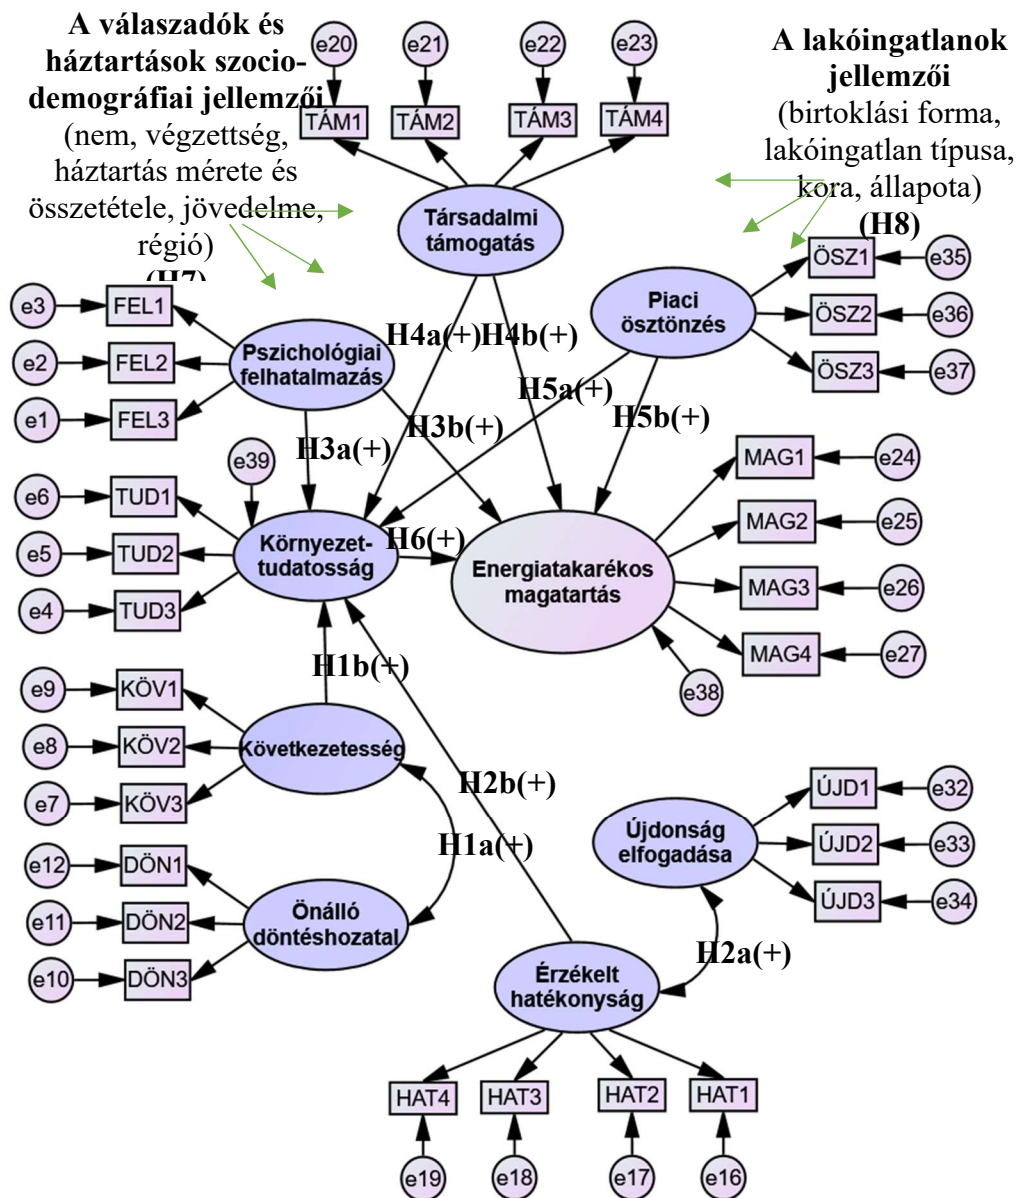 A válaszadók és
háztartások szocio-
demográfiai jellemzői
(nem, végzettség,
háztartás mérete és
összetétele, jövedelme,
régió)
(H7)
A lakóingatlanok
jellemzői
(birtoklási forma,
lakóingatlan típusa,
kora, állapota)
(H8)
e20
e21
e22
e23
TÁM1
TÁM2
TÁM3
TÁM4
Társadalmi
támogatás
Piaci
ösztönzés
ÖSZ1
e35
ÖSZ2
e36
ÖSZ3
e37
e3
FEL1
e2
FEL2
e1
FEL3
Pszichológiai
felhatalmazás
H4a(+)
H4b(+)
H5a(+)
H5b(+)
H3b(+)
H3a(+)
e39
e6
TUD1
e5
TUD2
e4
TUD3
Környezet-
tudatosság
H6(+)
Energiatakarékos
magatartás
MAG1
e24
MAG2
e25
MAG3
e26
MAG4
e27
e38
H1b(+)
e9
KÖV1
e8
KÖV2
e7
KÖV3
Következetesség
H2b(+)
H1a(+)
e12
DÖN1
e11
DÖN2
e10
DÖN3
Önálló
döntéshozatal
Újdonság
elfogadása
ÚJD1
e32
ÚJD2
e33
ÚJD3
e34
H2a(+)
Érzékelt
hatékonyság
HAT4
HAT3
HAT2
HAT1
e19
e18
e17
e16